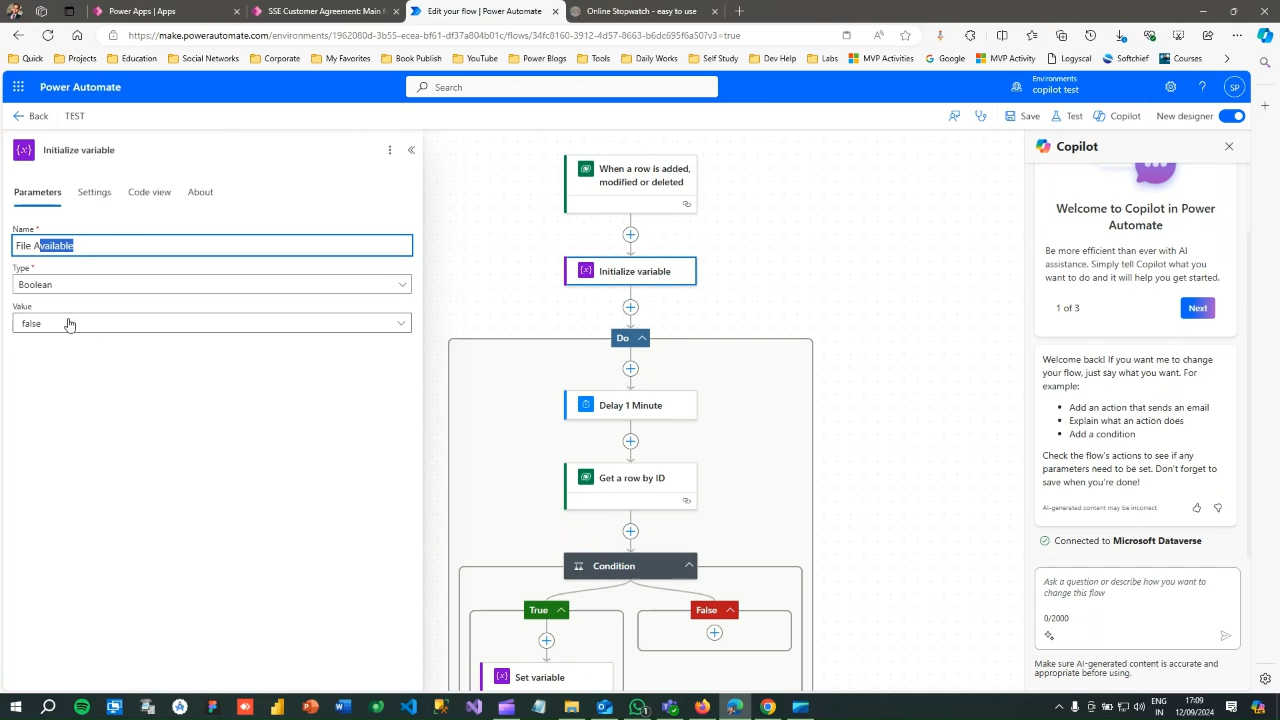 Power Apps | Apps
SSE Customer Agreement: Main f
Edit your flow | Power Automate
Online Stopwatch - easy to use
https://make.powerautomate.com/environments/1962080d-3b55-ecea-bf61-df37a804b01c/flows/34fc8160-3912-4d57-8663-b6dc695f6a50?v3=true
Quick
Projects
Education
Social Networks
Corporate
My Favorites
Book Publish
YouTube
Power Blogs
Tools
Daily Works
Self Study
Dev Help
Labs
MVP Activities
Google
MVP Activity
Logyscal
Softchief
Courses
Power Automate
Search
Environments
copilot test
SP
Back
TEST
Save
Test
Copilot
New designer
Initialize variable
Parameters
Settings
Code view
About
Name *
File Available
Type *
Boolean
Value
false
When a row is added,
modified or deleted
Initialize variable
Do
Delay 1 Minute
Get a row by ID
Condition
True
False
Set variable
Copilot
Welcome to Copilot in Power
Automate
Be more efficient than ever with AI
assistance. Simply tell Copilot what you
want to do and it will help you get started.
1 of 3
Next
Welcome back! If you want me to change
your flow, just say what you want. For
example:
• Add an action that sends an email
• Explain what an action does
• Add a condition
Check the flow's actions to see if any
parameters need to be set. Don't forget to
save when you're done!
AI-generated content may be incorrect
Connected to Microsoft Dataverse
Ask a question or describe how you want to
change this flow
0/2000
Make sure AI-generated content is accurate and
appropriate before using.
ENG
IN
17:09
12/09/2024